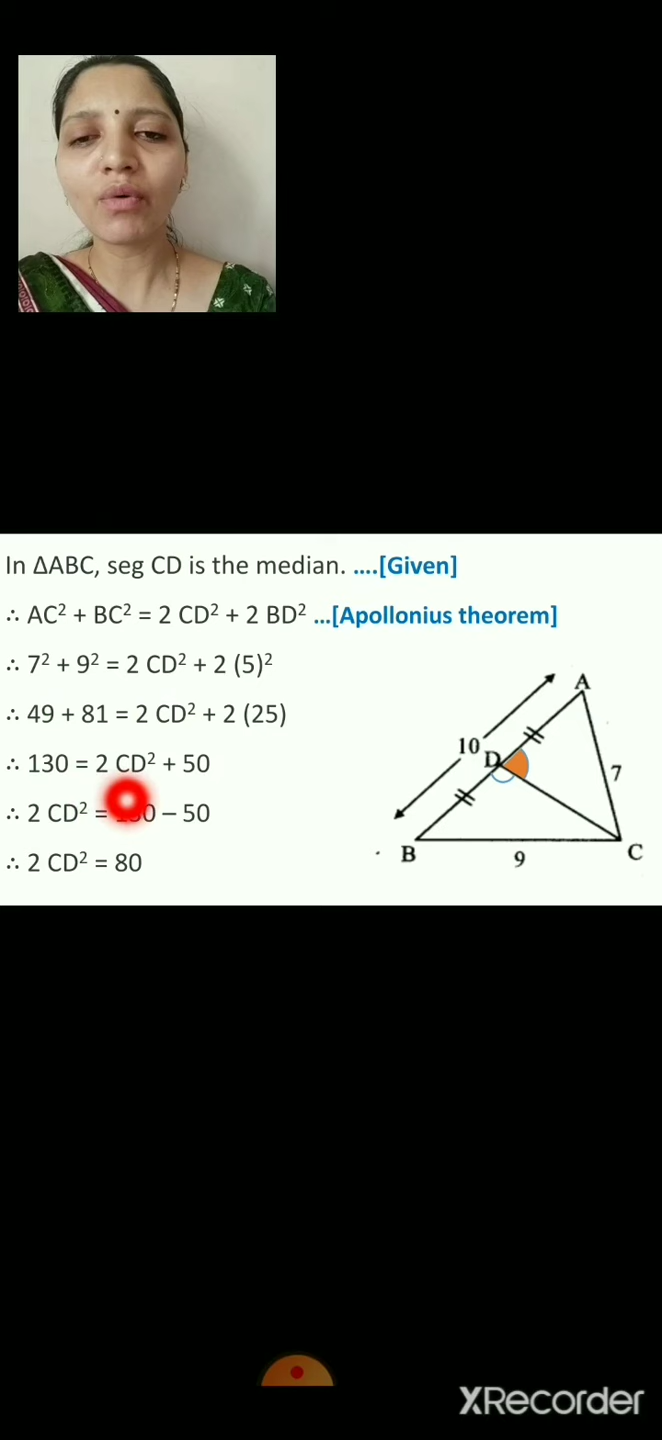 In ΔABC, seg CD is the median. ....[Given]
∴ AC² + BC² = 2 CD² + 2 BD² ...[Apollonius theorem]
∴ 7² + 9² = 2 CD² + 2 (5)²
∴ 49 + 81 = 2 CD² + 2 (25)
∴ 130 = 2 CD² + 50
∴ 2 CD² = 130 – 50
∴ 2 CD² = 80
A
10
D
7
B
9
C
XRecorder